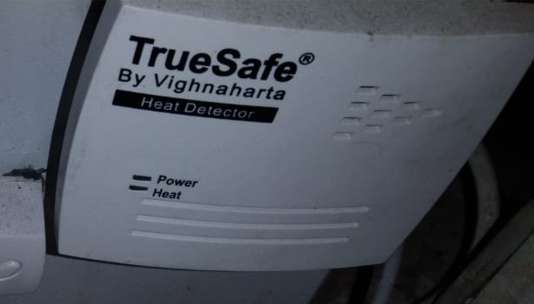 TrueSafe®
By Vighnaharta
Heat Detector
Power
Heat